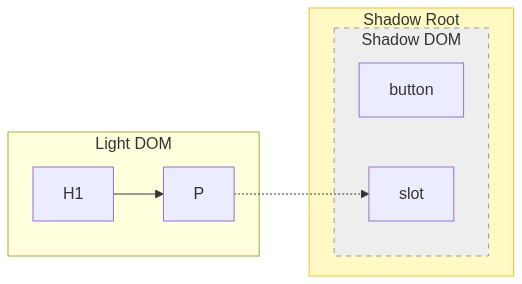 Shadow Root
Shadow DOM
button
Light DOM
H1
P
slot